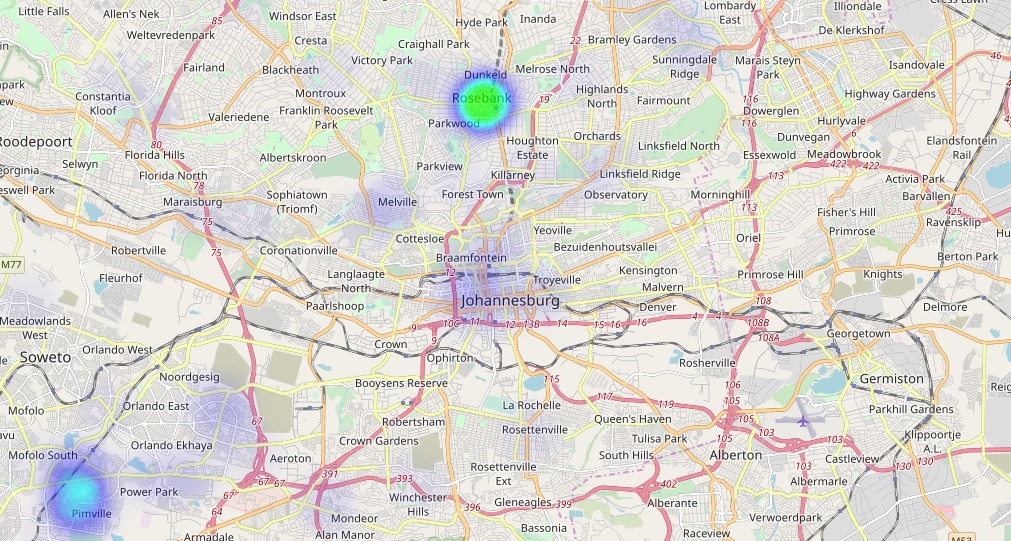 Little Falls
Allen's Nek
Windsor East
Hyde Park
Inanda
Lombardy
East
Illiondale
Weltevredenpark
Cresta
Craighall Park
Bramley Gardens
De Klerkshof
Fairland
Blackheath
Victory Park
Dunkeld
Melrose North
Sunningdale
Ridge
Marais Steyn
Park
Isandovale
Constantia
Kloof
Montroux
Rosebank
Highlands
North
Fairmount
Highway Gardens
Valeriedene
Franklin Roosevelt
Park
Parkwood
Dowerglen
Hurlyvale
Roodepoort
Florida Hills
Albertskroon
Houghton
Estate
Orchards
Linksfield North
Dunvegan
Essexwold
Meadowbrook
Elandsfontein
Rail
Selwyn
Florida North
Parkview
Killarney
Linksfield Ridge
Activia Park
Maraisburg
Sophiatown
(Triomf)
Melville
Forest Town
Observatory
Morninghill
Barvallen
Fisher's Hill
Ravensklip
Robertville
Coronationville
Cottesloe
Yeoville
Bezuidenhoutsvallei
Oriel
Primrose
Berton Park
M77
Fleurhof
Langlaagte
North
Braamfontein
Troyeville
Kensington
Malvern
Primrose Hill
Knights
Paarlshoop
Johannesburg
Denver
Delmore
Meadowlands
West
Soweto
Orlando West
Crown
Ophirton
Rosherville
Georgetown
Germiston
Noordgesig
Booysens Reserve
Mofolo
Orlando East
Robertsham
La Rochelle
Queen's Haven
Parkhill Gardens
Orlando Ekhaya
Crown Gardens
Rosettenville
Tulisa Park
South Hills
Alberton
Klippoortje
A.L.
Mofolo South
Aeroton
Rosettenville
Ext
Castleview
Power Park
Pimville
Winchester
Hills
Gleneagles
Alberante
Albermarle
Armadale
Mondeor
Alan Manor
Bassonia
Raceview
Verwoerdpark
M53
85
22
80
19
116
116
6
78
113
422
422
75
75
113
425
12
108
9
9
10C
11
12
13B
14
15
16
16
108B
108A
115
117
119
106
105
105
103
103
103
130
130
67
67
67
64
391
393
396
399
402